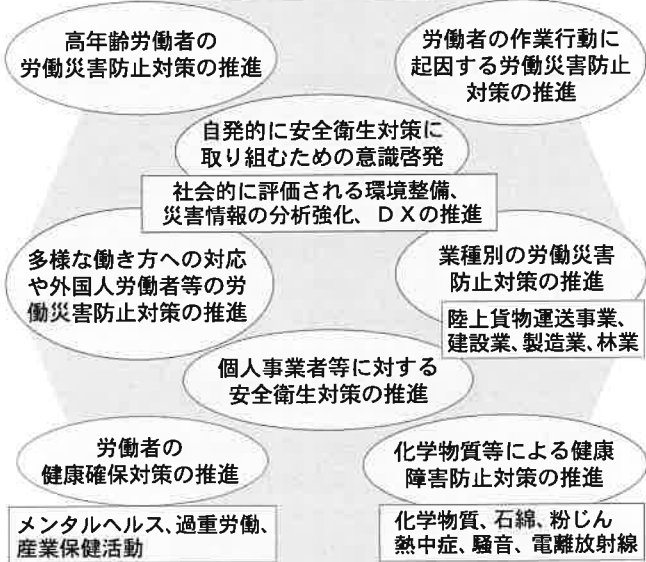 高年齢労働者の
労働災害防止対策の推進
労働者の作業行動に
起因する労働災害防止
対策の推進
自発的に安全衛生対策に
取り組むための意識啓発
社会的に評価される環境整備、
災害情報の分析強化、ＤＸの推進
多様な働き方への対応
や外国人労働者等の労
働災害防止対策の推進
業種別の労働災害
防止対策の推進
陸上貨物運送事業、
建設業、製造業、林業
個人事業者等に対する
安全衛生対策の推進
労働者の
健康確保対策の推進
メンタルヘルス、過重労働、
産業保健活動
化学物質等による健康
障害防止対策の推進
化学物質、石綿、粉じん
熱中症、騒音、電離放射線